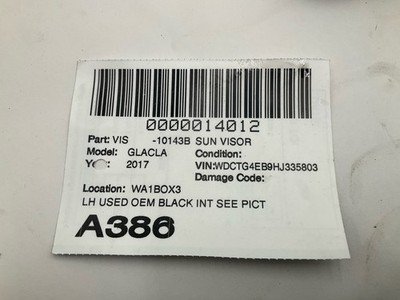 0000014012
Part: VIS -10143B SUN VISOR
Model: GLACLA Condition:
2017 VIN:WDCTG4EB9HJ335803
Damage Code:
Location: WA1BOX3
LH USED OEM BLACK INT SEE PICT
A386